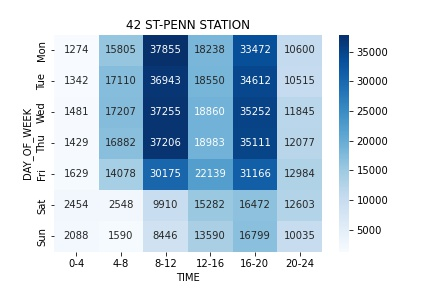 42 ST-PENN STATION
DAY_OF_WEEK
Mon 1274 15805 37855 18238 33472 10600
Tue 1342 17110 36943 18550 34612 10515
Wed 1481 17207 37255 18860 35252 11845
Thu 1429 16882 37206 18983 35111 12077
Fri 1629 14078 30175 22139 31166 12984
Sat 2454 2548 9910 15282 16472 12603
Sun 2088 1590 8446 13590 16799 10035
0-4 4-8 8-12 12-16 16-20 20-24
TIME
35000
30000
25000
20000
15000
10000
5000